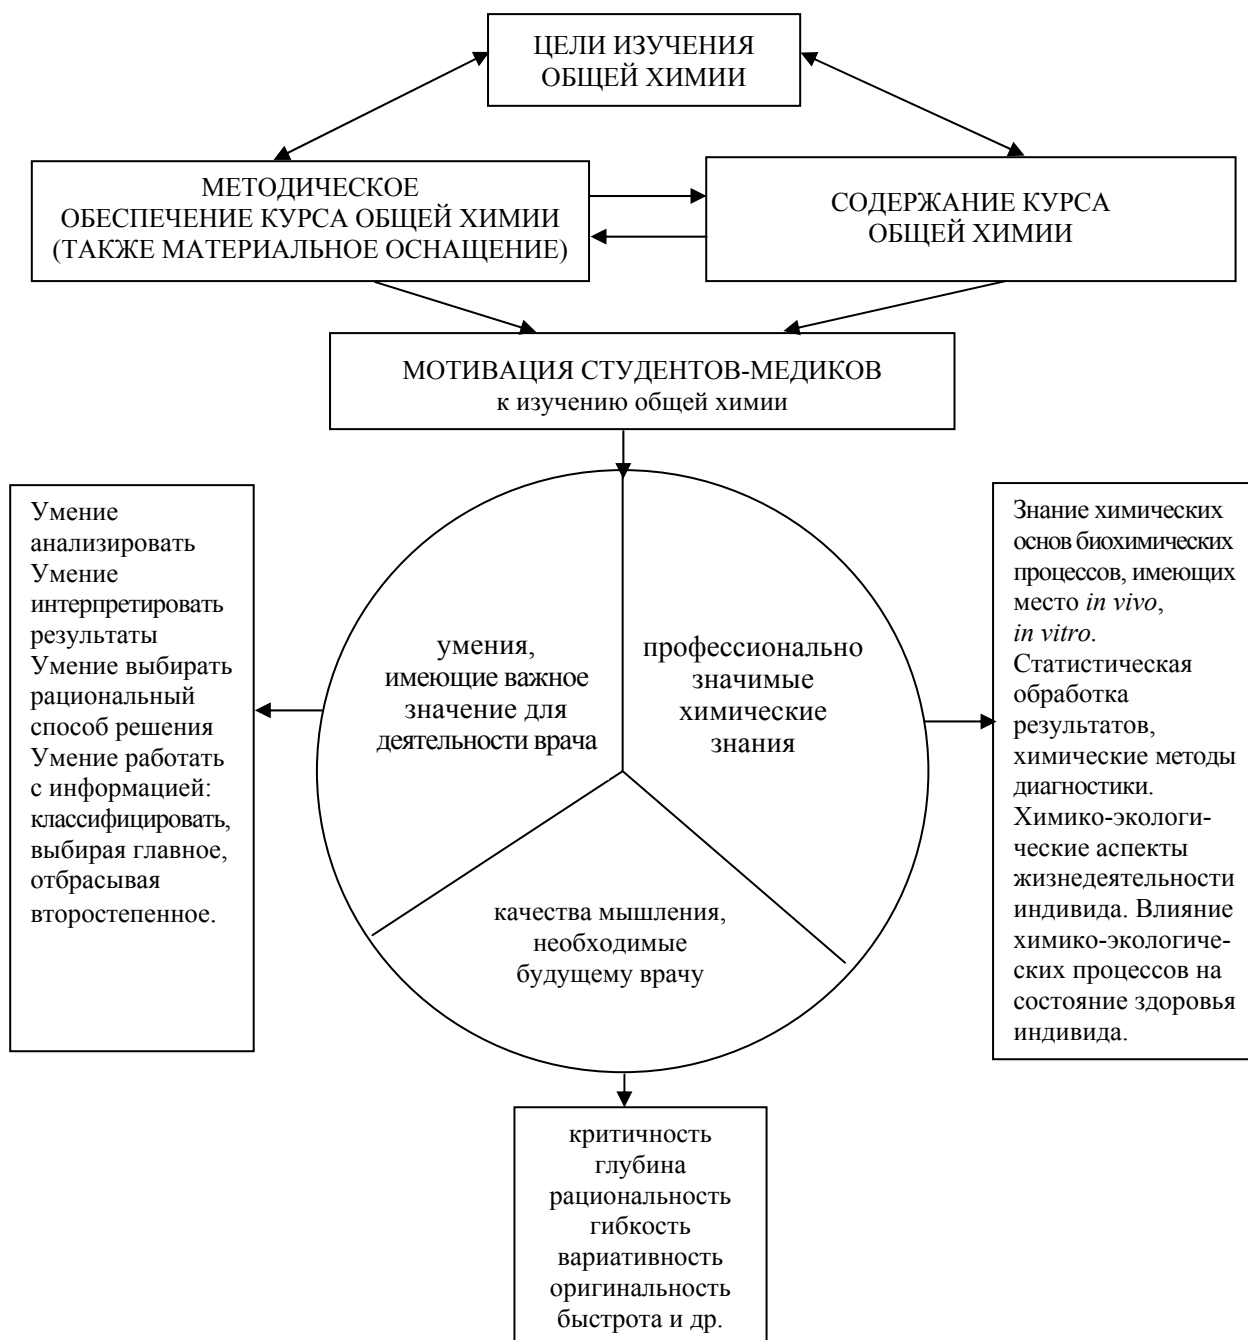 ЦЕЛИ ИЗУЧЕНИЯ
ОБЩЕЙ ХИМИИ
МЕТОДИЧЕСКОЕ
ОБЕСПЕЧЕНИЕ КУРСА ОБЩЕЙ ХИМИИ
(ТАКЖЕ МАТЕРИАЛЬНОЕ ОСНАЩЕНИЕ)
СОДЕРЖАНИЕ КУРСА
ОБЩЕЙ ХИМИИ
МОТИВАЦИЯ СТУДЕНТОВ-МЕДИКОВ
к изучению общей химии
Умение
анализировать
Умение
интерпретировать
результаты
Умение выбирать
рациональный
способ решения
Умение работать
с информацией:
классифицировать,
выбирая главное,
отбрасывая
второстепенное.
умения,
имеющие важное
значение для
деятельности врача
профессионально
значимые
химические
знания
качества мышления,
необходимые
будущему врачу
Знание химических
основ биохимических
процессов, имеющих
место in vivo,
in vitro.
Статистическая
обработка
результатов,
химические методы
диагностики.
Химико-экологи-
ческие аспекты
жизнедеятельности
индивида. Влияние
химико-экологиче-
ских процессов на
состояние здоровья
индивида.
критичность
глубина
рациональность
гибкость
вариативность
оригинальность
быстрота и др.